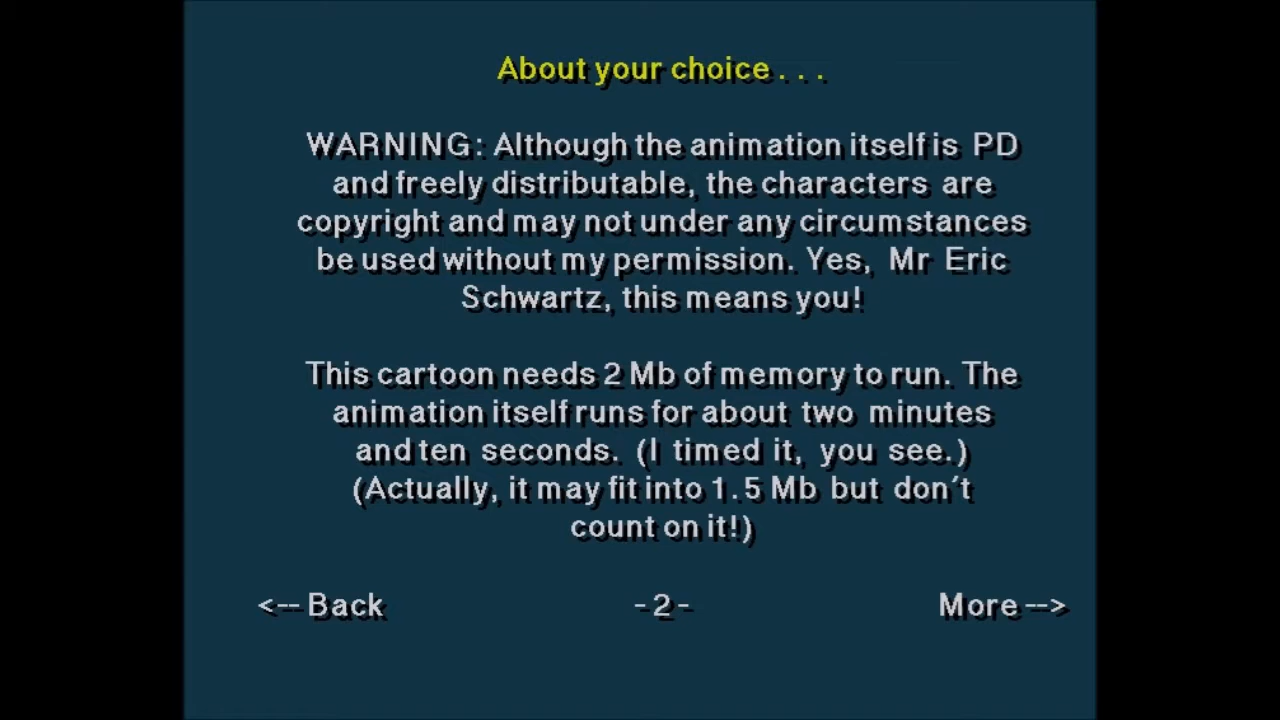 About your choice . . .
WARNING: Although the animation itself is PD
and freely distributable, the characters are
copyright and may not under any circumstances
be used without my permission. Yes, Mr Eric
Schwartz, this means you!
This cartoon needs 2 Mb of memory to run. The
animation itself runs for about two minutes
and ten seconds. (I timed it, you see.)
(Actually, it may fit into 1.5 Mb but don't
count on it!)
<-- Back
- 2 -
More -->